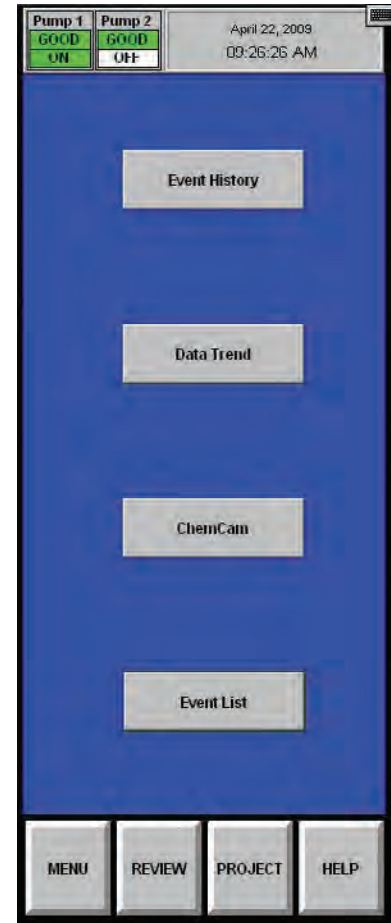 Pump 1 Pump 2
GOOD GOOD
ON OFF
April 22, 2009
09:26:26 AM
Event History
Data Trend
ChemCam
Event List
MENU REVIEW PROJECT HELP